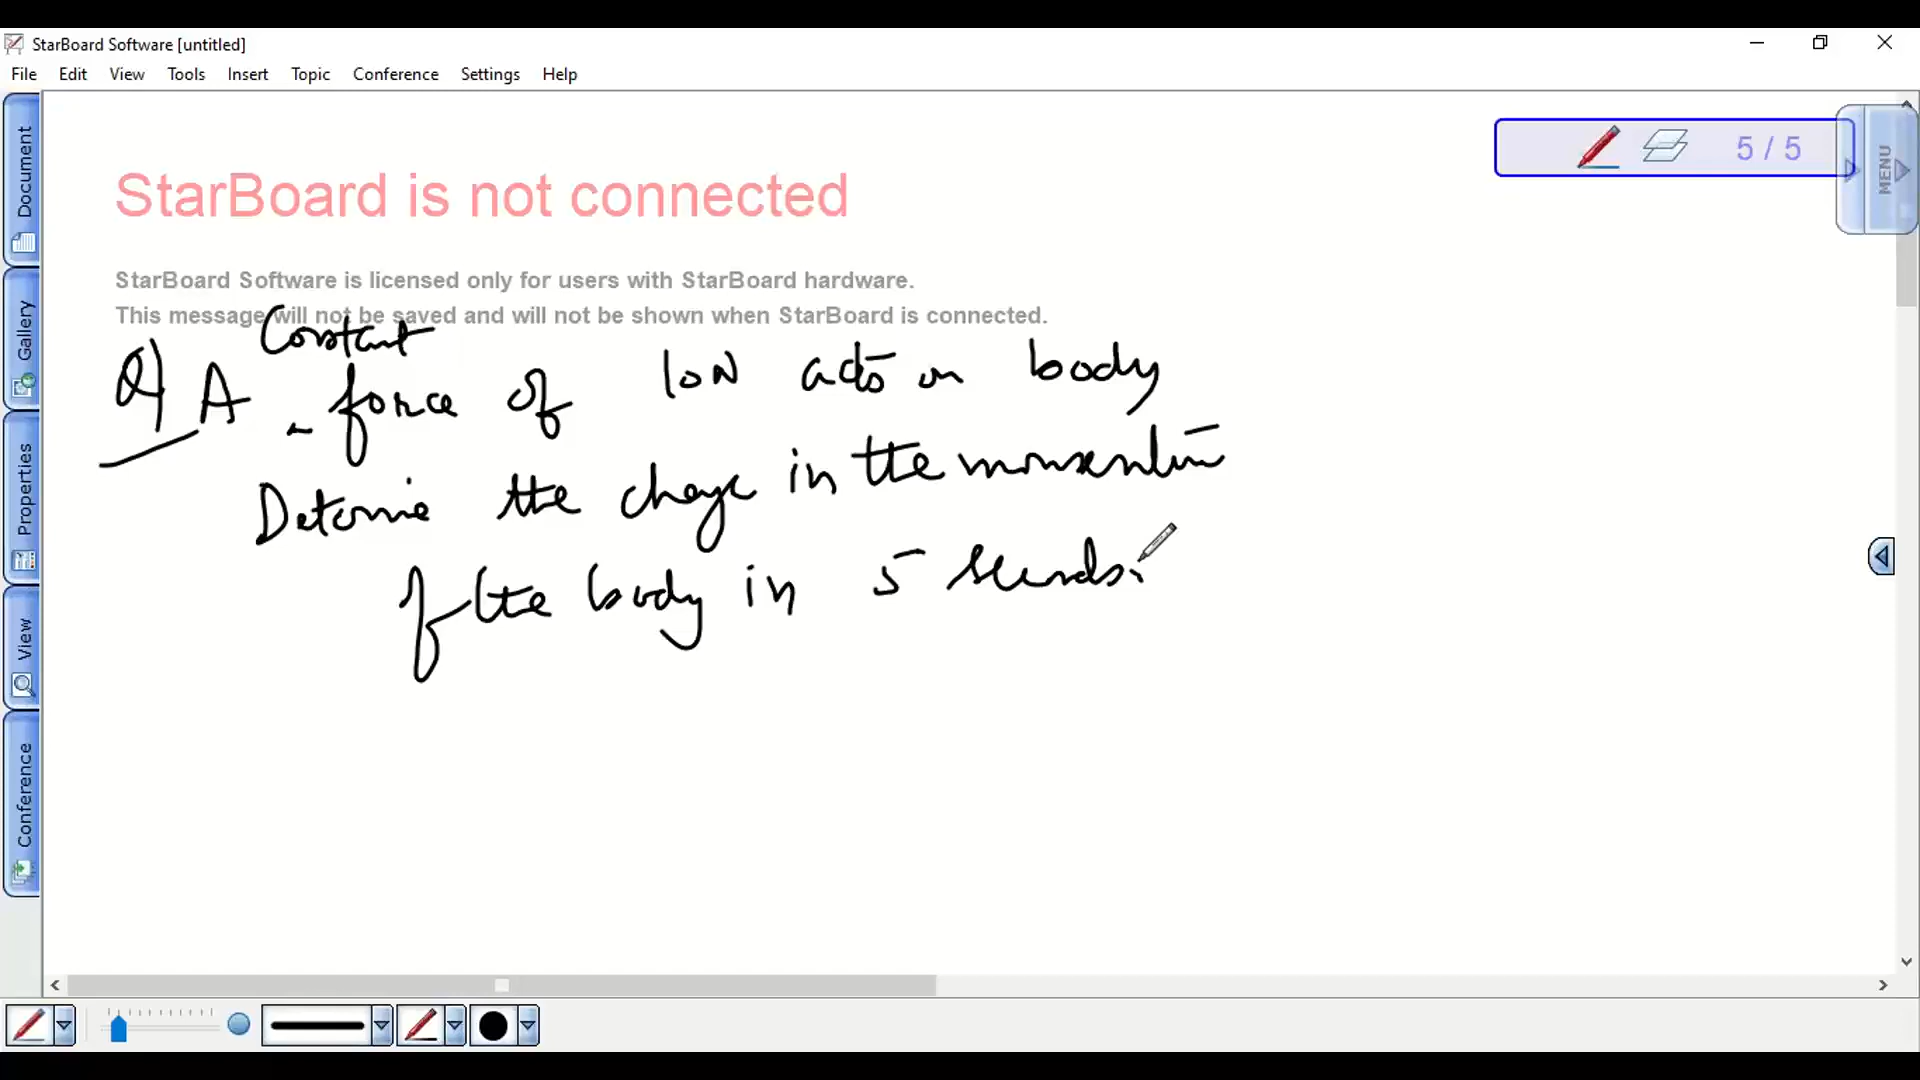 StarBoard Software [untitled]
File Edit View Tools Insert Topic Conference Settings Help
Document
Gallery
Properties
View
Conference
MENU
5 / 5
StarBoard is not connected
StarBoard Software is licensed only for users with StarBoard hardware.
This message will not be saved and will not be shown when StarBoard is connected.
Constant
Q) A force of 10N acts on body
Determine the change in the momentum
of the body in 5 seconds.